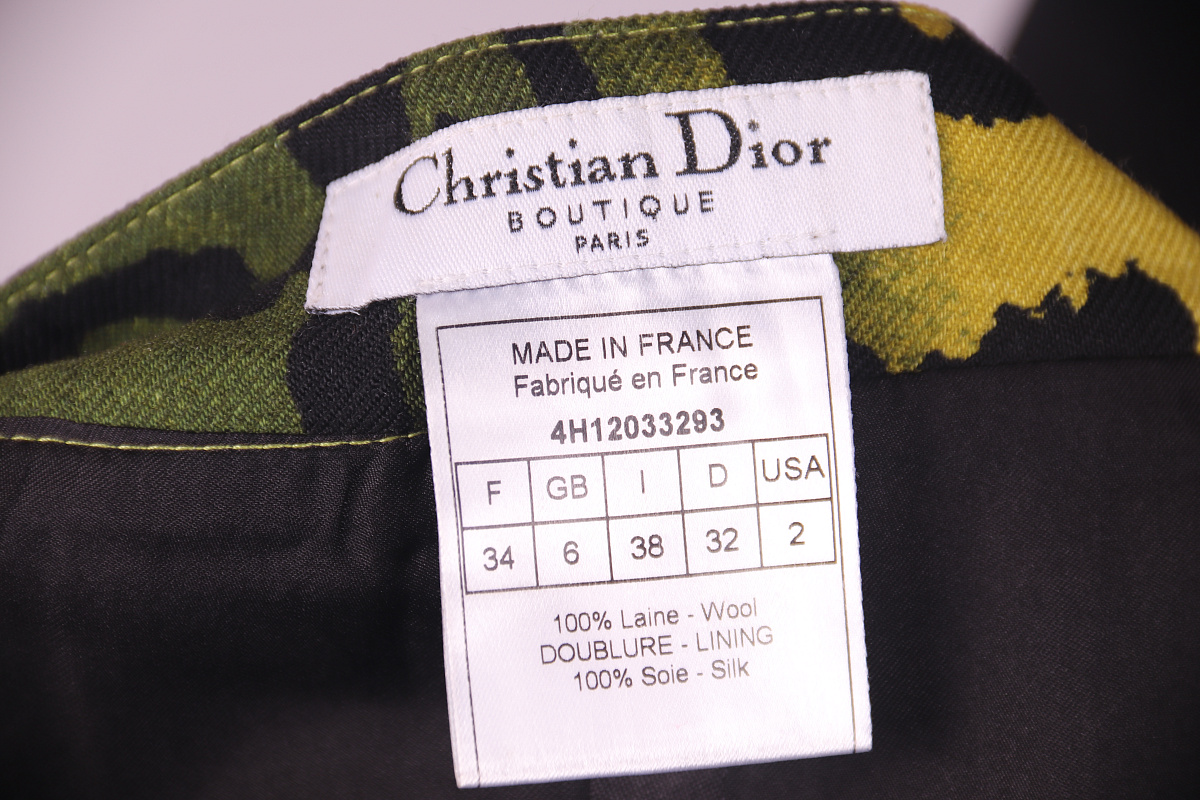 Christian Dior
BOUTIQUE
PARIS
MADE IN FRANCE
Fabriqué en France
4H12033293
F GB I D USA
34 6 38 32 2
100% Laine - Wool
DOUBLURE - LINING
100% Soie - Silk